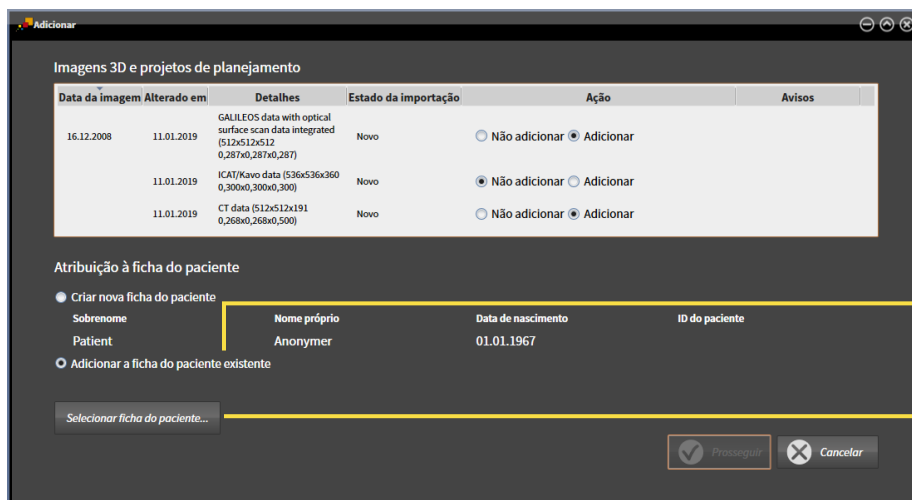 Adicionar
Imagens 3D e projetos de planejamento
Data da imagem Alterado em Detalhes Estado da importação Ação Avisos
16.12.2008 11.01.2019 GALILEOS data with optical surface scan data integrated (512x512x512 0,287x0,287x0,287) Novo Não adicionar Adicionar
11.01.2019 ICAT/Kavo data (536x536x360 0,300x0,300x0,300) Novo Não adicionar Adicionar
11.01.2019 CT data (512x512x191 0,268x0,268x0,500) Novo Não adicionar Adicionar
Atribuição à ficha do paciente
Criar nova ficha do paciente
Sobrenome Nome próprio Data de nascimento ID do paciente
Patient Anonymer 01.01.1967
Adicionar a ficha do paciente existente
Selecionar ficha do paciente...
Prosseguir Cancelar